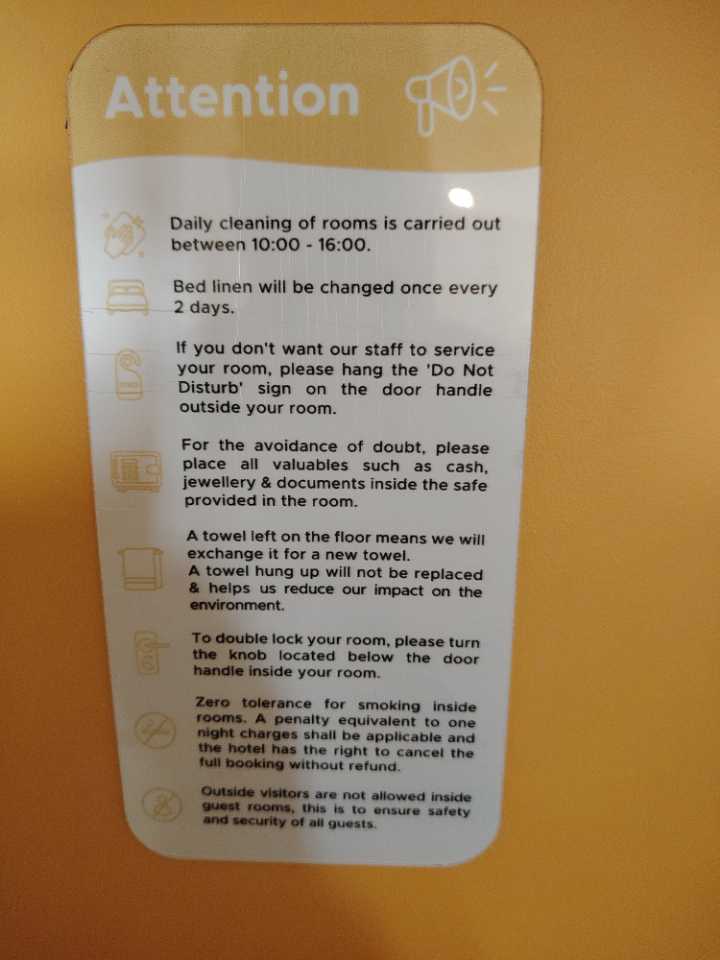 Attention
Daily cleaning of rooms is carried out
between 10:00 - 16:00.
Bed linen will be changed once every
2 days.
If you don't want our staff to service
your room, please hang the 'Do Not
Disturb' sign on the door handle
outside your room.
For the avoidance of doubt, please
place all valuables such as cash,
jewellery & documents inside the safe
provided in the room.
A towel left on the floor means we will
exchange it for a new towel.
A towel hung up will not be replaced
& helps us reduce our impact on the
environment.
To double lock your room, please turn
the knob located below the door
handle inside your room.
Zero tolerance for smoking inside
rooms. A penalty equivalent to one
night charges shall be applicable and
the hotel has the right to cancel the
full booking without refund.
Outside visitors are not allowed inside
guest rooms, this is to ensure safety
and security of all guests.